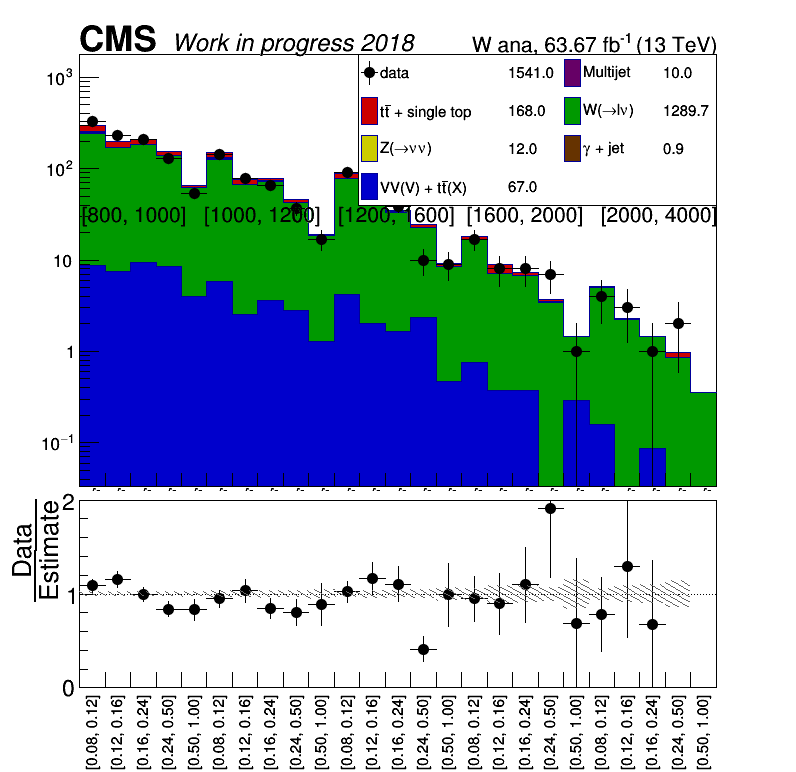 CMS Work in progress 2018 W ana, 63.67 fb⁻¹ (13 TeV)
data 1541.0 Multijet 10.0
tt̄ + single top 168.0 W(→lν) 1289.7
Z(→νν) 12.0 γ + jet 0.9
VV(V) + tt̄(X) 67.0
10³
10²
10
1
10⁻¹
[800, 1000] [1000, 1200] [1200, 1600] [1600, 2000] [2000, 4000]
Data
Estimate
2
1
0
[0.08, 0.12] [0.12, 0.16] [0.16, 0.24] [0.24, 0.50] [0.50, 1.00] [0.08, 0.12] [0.12, 0.16] [0.16, 0.24] [0.24, 0.50] [0.50, 1.00] [0.08, 0.12] [0.12, 0.16] [0.16, 0.24] [0.24, 0.50] [0.50, 1.00] [0.08, 0.12] [0.12, 0.16] [0.16, 0.24] [0.24, 0.50] [0.50, 1.00] [0.08, 0.12] [0.12, 0.16] [0.16, 0.24] [0.24, 0.50] [0.50, 1.00]